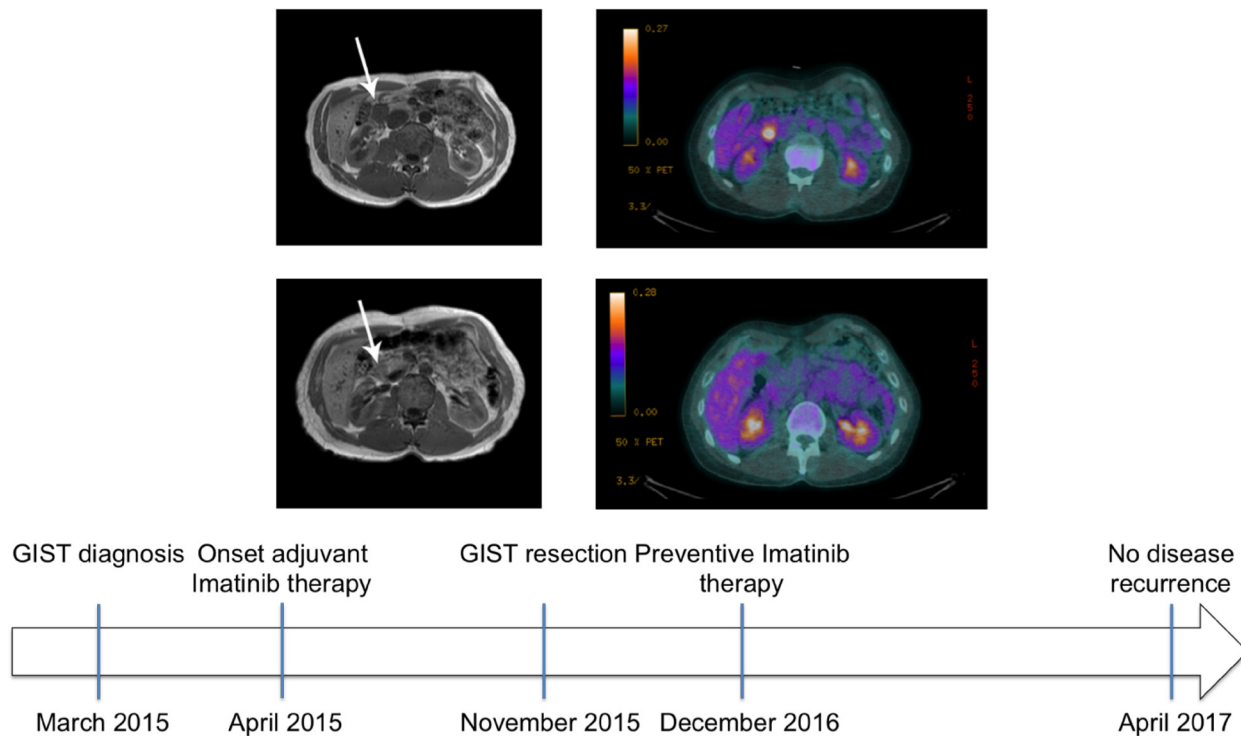 0.27
0.00
50 % PET
3.3/
L
250
0.28
0.00
50 % PET
3.3/
L
250
GIST diagnosis
Onset adjuvant
Imatinib therapy
GIST resection
Preventive Imatinib
therapy
No disease
recurrence
March 2015
April 2015
November 2015
December 2016
April 2017